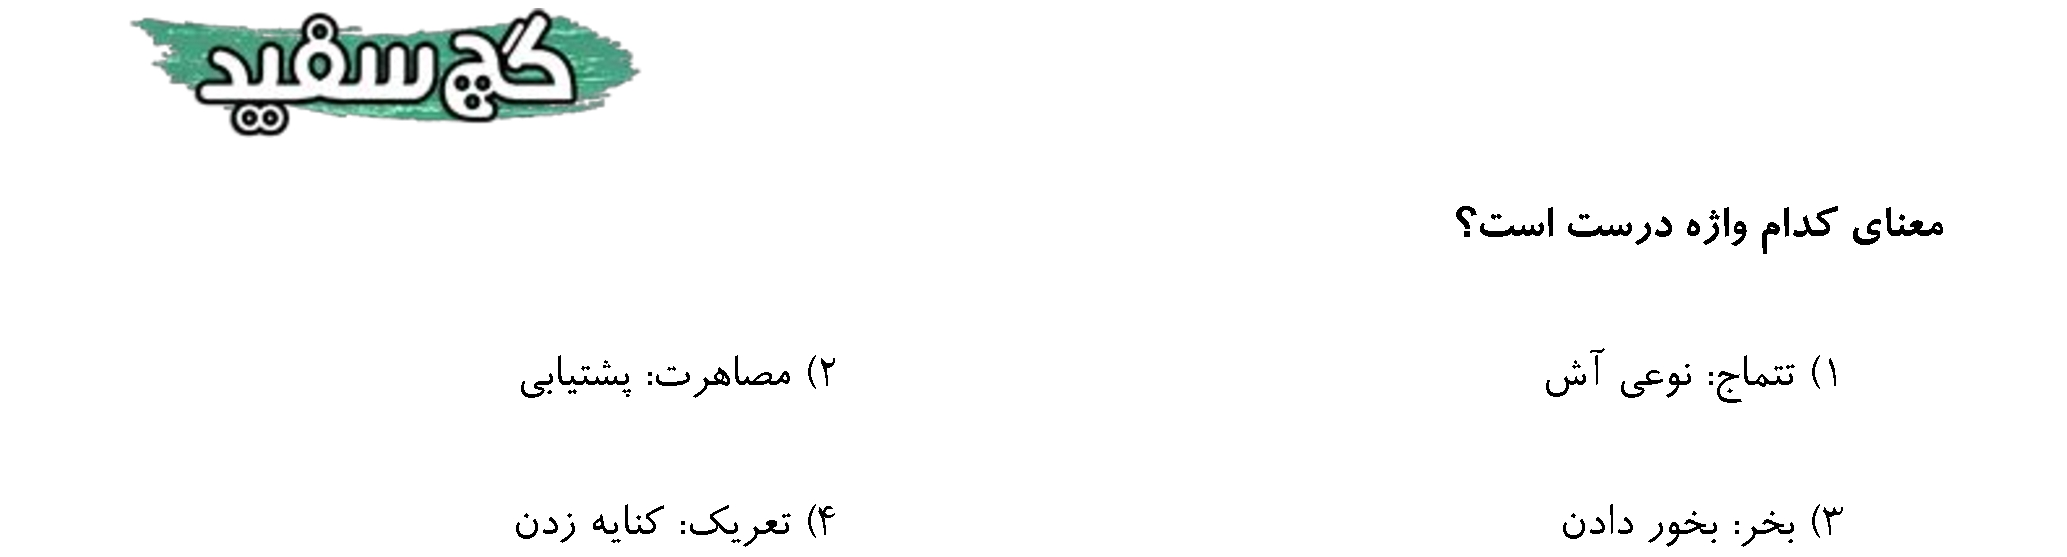 گچ سفید
معنای کدام واژه درست است؟
۱) تتماج: نوعی آش
۲) مصاهرت: پشتیابی
۳) بخر: بخور دادن
۴) تعریک: کنایه زدن